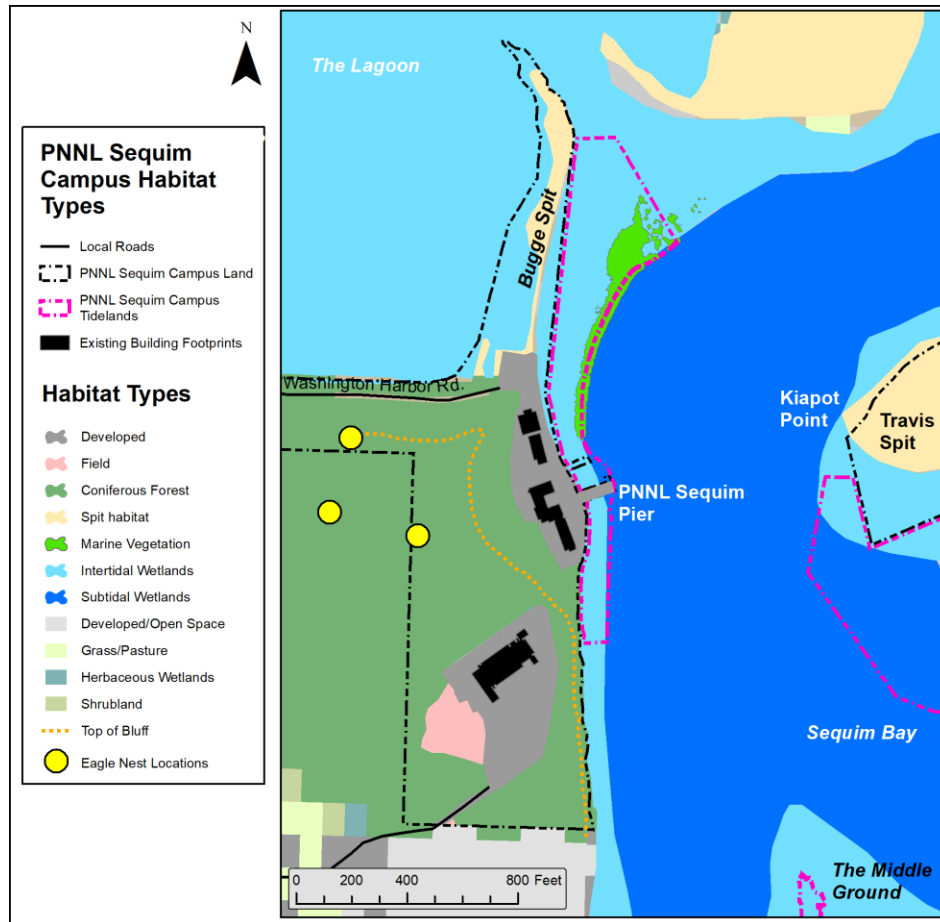 N
PNNL Sequim
Campus Habitat
Types
Local Roads
PNNL Sequim Campus Land
PNNL Sequim Campus
Tidelands
Existing Building Footprints
Habitat Types
Developed
Field
Coniferous Forest
Spit habitat
Marine Vegetation
Intertidal Wetlands
Subtidal Wetlands
Developed/Open Space
Grass/Pasture
Herbaceous Wetlands
Shrubland
Top of Bluff
Eagle Nest Locations
The Lagoon
Bugge Spit
Washington Harbor Rd.
Kiapot
Point
Travis
Spit
PNNL Sequim
Pier
Sequim Bay
The Middle
Ground
0 200 400 800 Feet